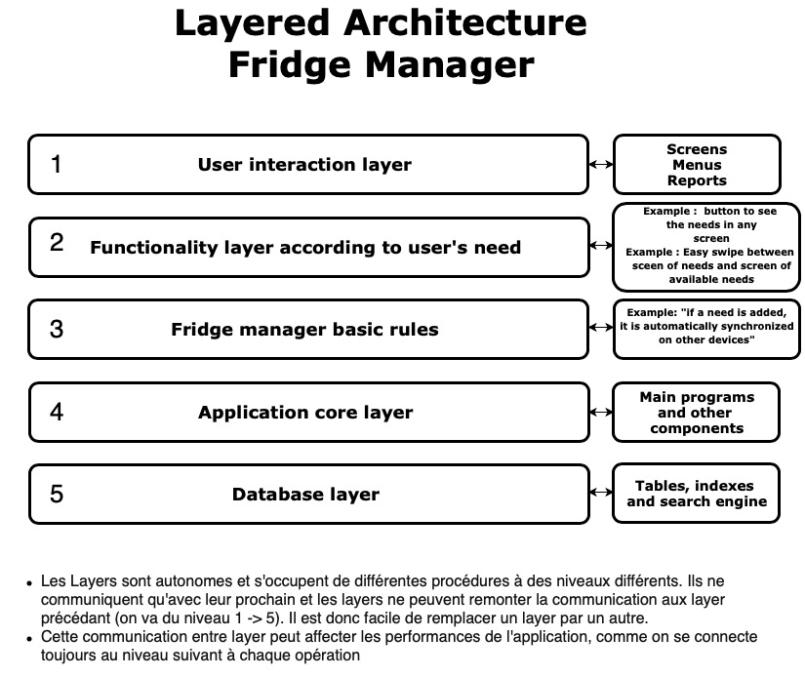 Layered Architecture
Fridge Manager
1
User interaction layer
Screens
Menus
Reports
2
Functionality layer according to user's need
Example : button to see
the needs in any
screen
Example : Easy swipe between
sceen of needs and screen of
available needs
3
Fridge manager basic rules
Example: "if a need is added,
it is automatically synchronized
on other devices"
4
Application core layer
Main programs
and other
components
5
Database layer
Tables, indexes
and search engine
• Les Layers sont autonomes et s'occupent de différentes procédures à des niveaux différents. Ils ne
communiquent qu'avec leur prochain et les layers ne peuvent remonter la communication aux layer
précédant (on va du niveau 1 -> 5). Il est donc facile de remplacer un layer par un autre.
• Cette communication entre layer peut affecter les performances de l'application, comme on se connecte
toujours au niveau suivant à chaque opération